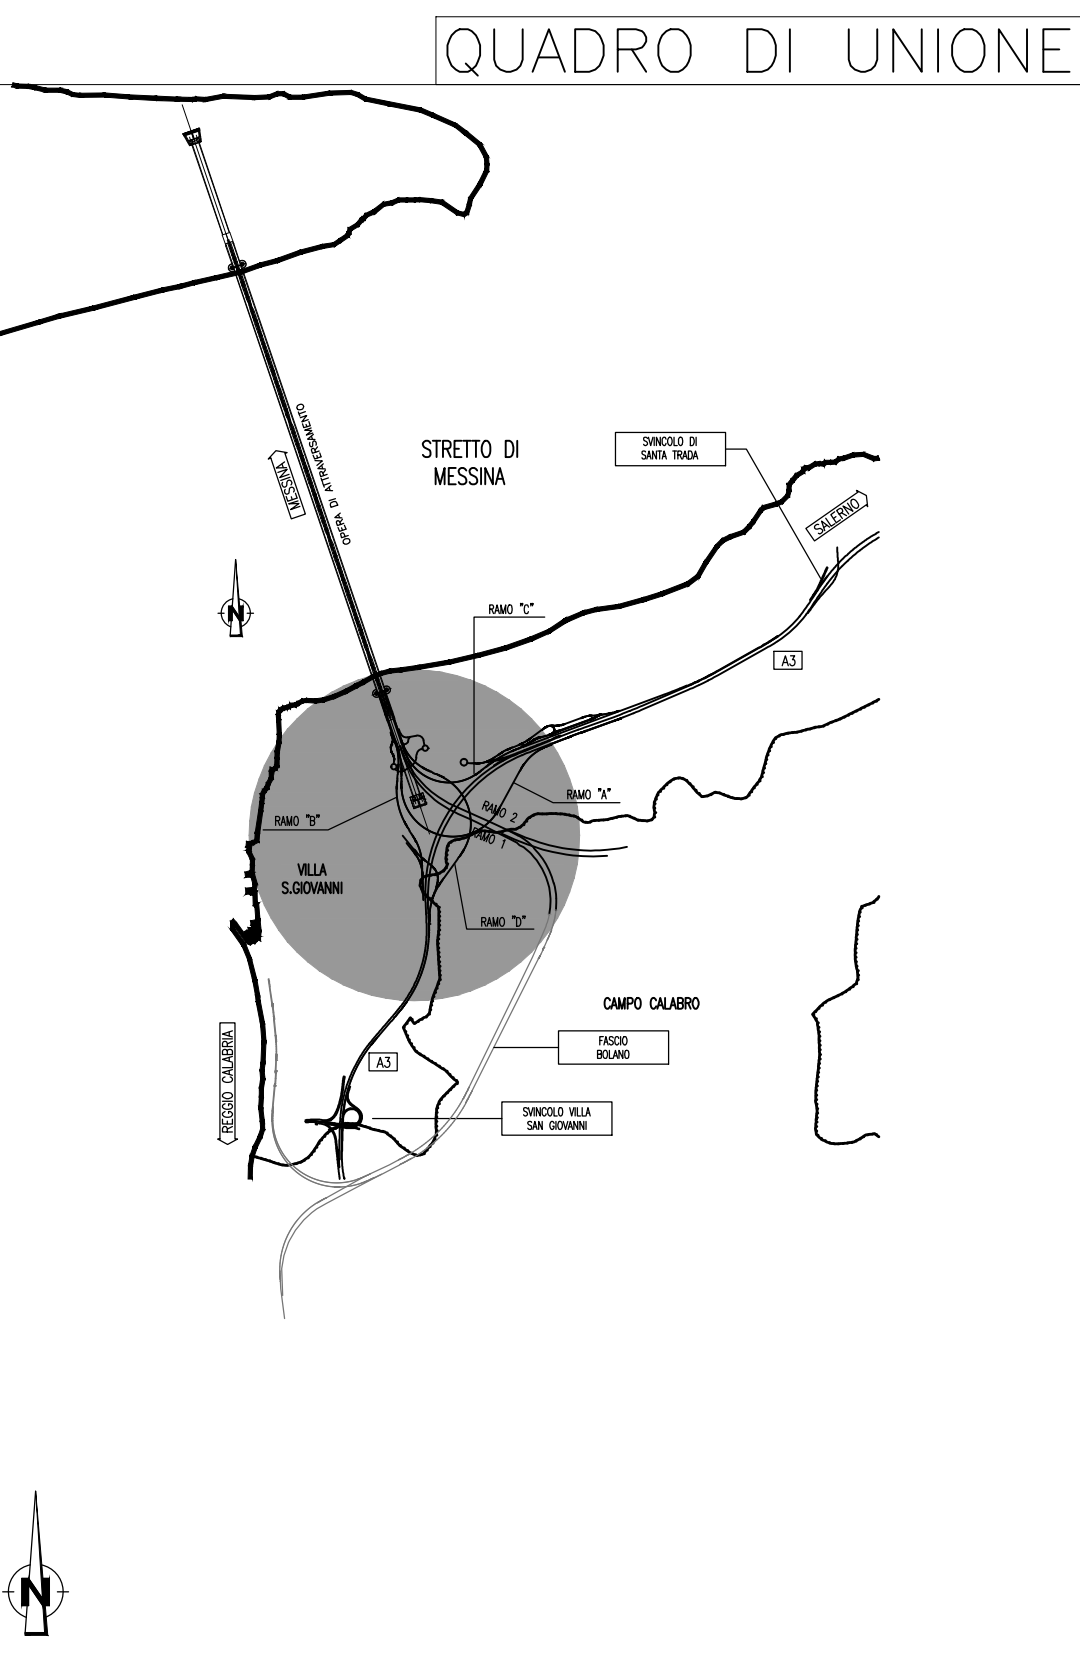 QUADRO DI UNIONE
OPERA DI ATTRAVERSAMENTO
MESSINA
STRETTO DI
MESSINA
SVINCOLO DI
SANTA TRADA
SALERNO
N
RAMO "C"
A3
RAMO "A"
RAMO 2
RAMO "B"
RAMO 1
VILLA
S.GIOVANNI
RAMO "D"
CAMPO CALABRO
REGGIO CALABRIA
FASCIO
BOLANO
A3
SVINCOLO VILLA
SAN GIOVANNI
N